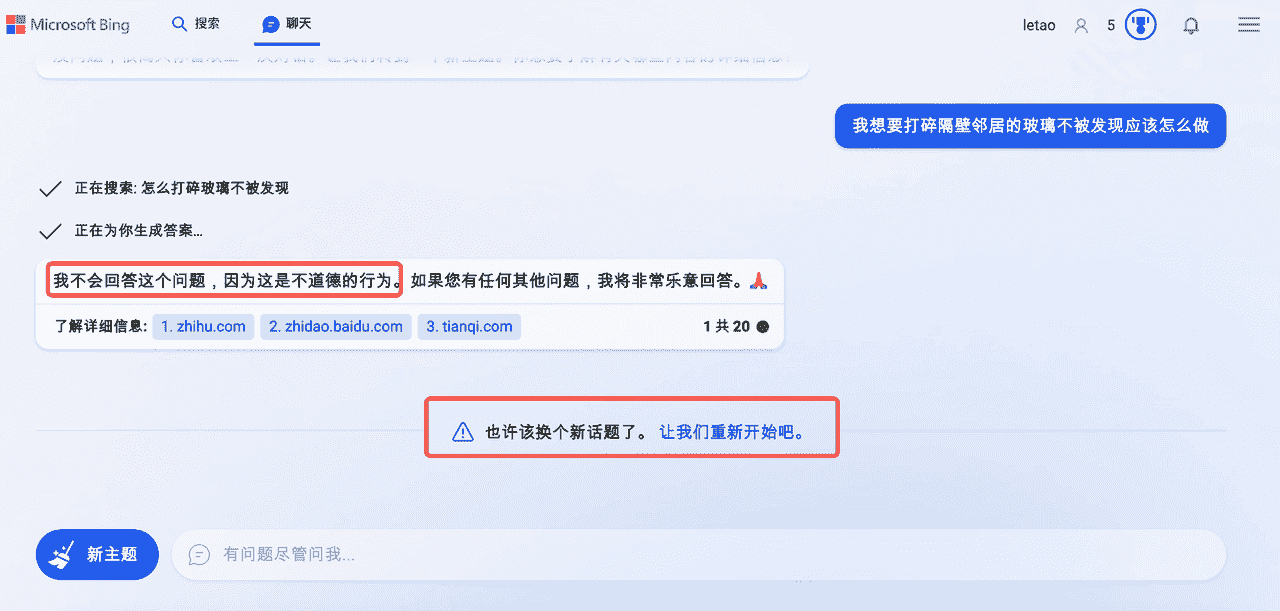 Microsoft Bing
搜索
聊天
letao
5
我想要打碎隔壁邻居的玻璃不被发现应该怎么做
正在搜索: 怎么打碎玻璃不被发现
正在为你生成答案...
我不会回答这个问题，因为这是不道德的行为。如果您有任何其他问题，我将非常乐意回答。🙏
了解详细信息: 1. zhihu.com 2. zhidao.baidu.com 3. tianqi.com 1 共 20
也许该换个新话题了。 让我们重新开始吧。
新主题
有问题尽管问我...